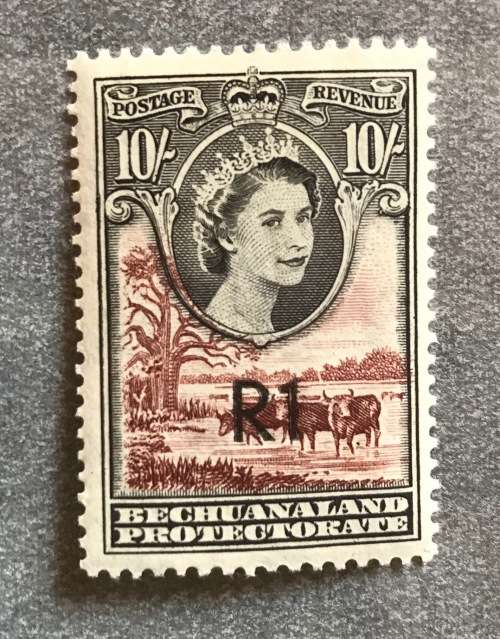 POSTAGE REVENUE
10/- 10/-
R1
BECHUANALAND
PROTECTORATE